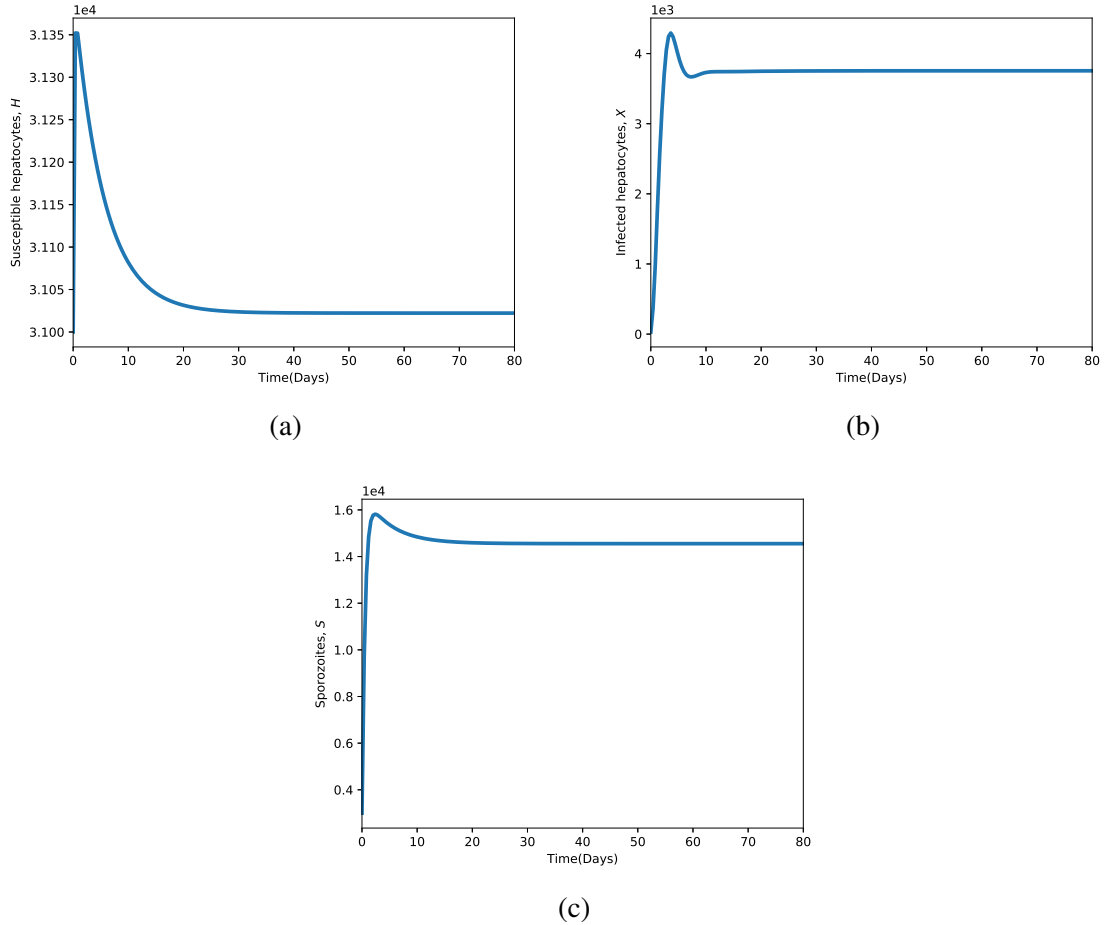 1e4
3.135
3.130
3.125
3.120
3.115
3.110
3.105
3.100
Susceptible hepatocytes, H
0 10 20 30 40 50 60 70 80
Time(Days)
(a)
1e3
4
3
2
1
0
Infected hepatocytes, X
0 10 20 30 40 50 60 70 80
Time(Days)
(b)
1e4
1.6
1.4
1.2
1.0
0.8
0.6
0.4
Sporozoites, S
0 10 20 30 40 50 60 70 80
Time(Days)
(c)